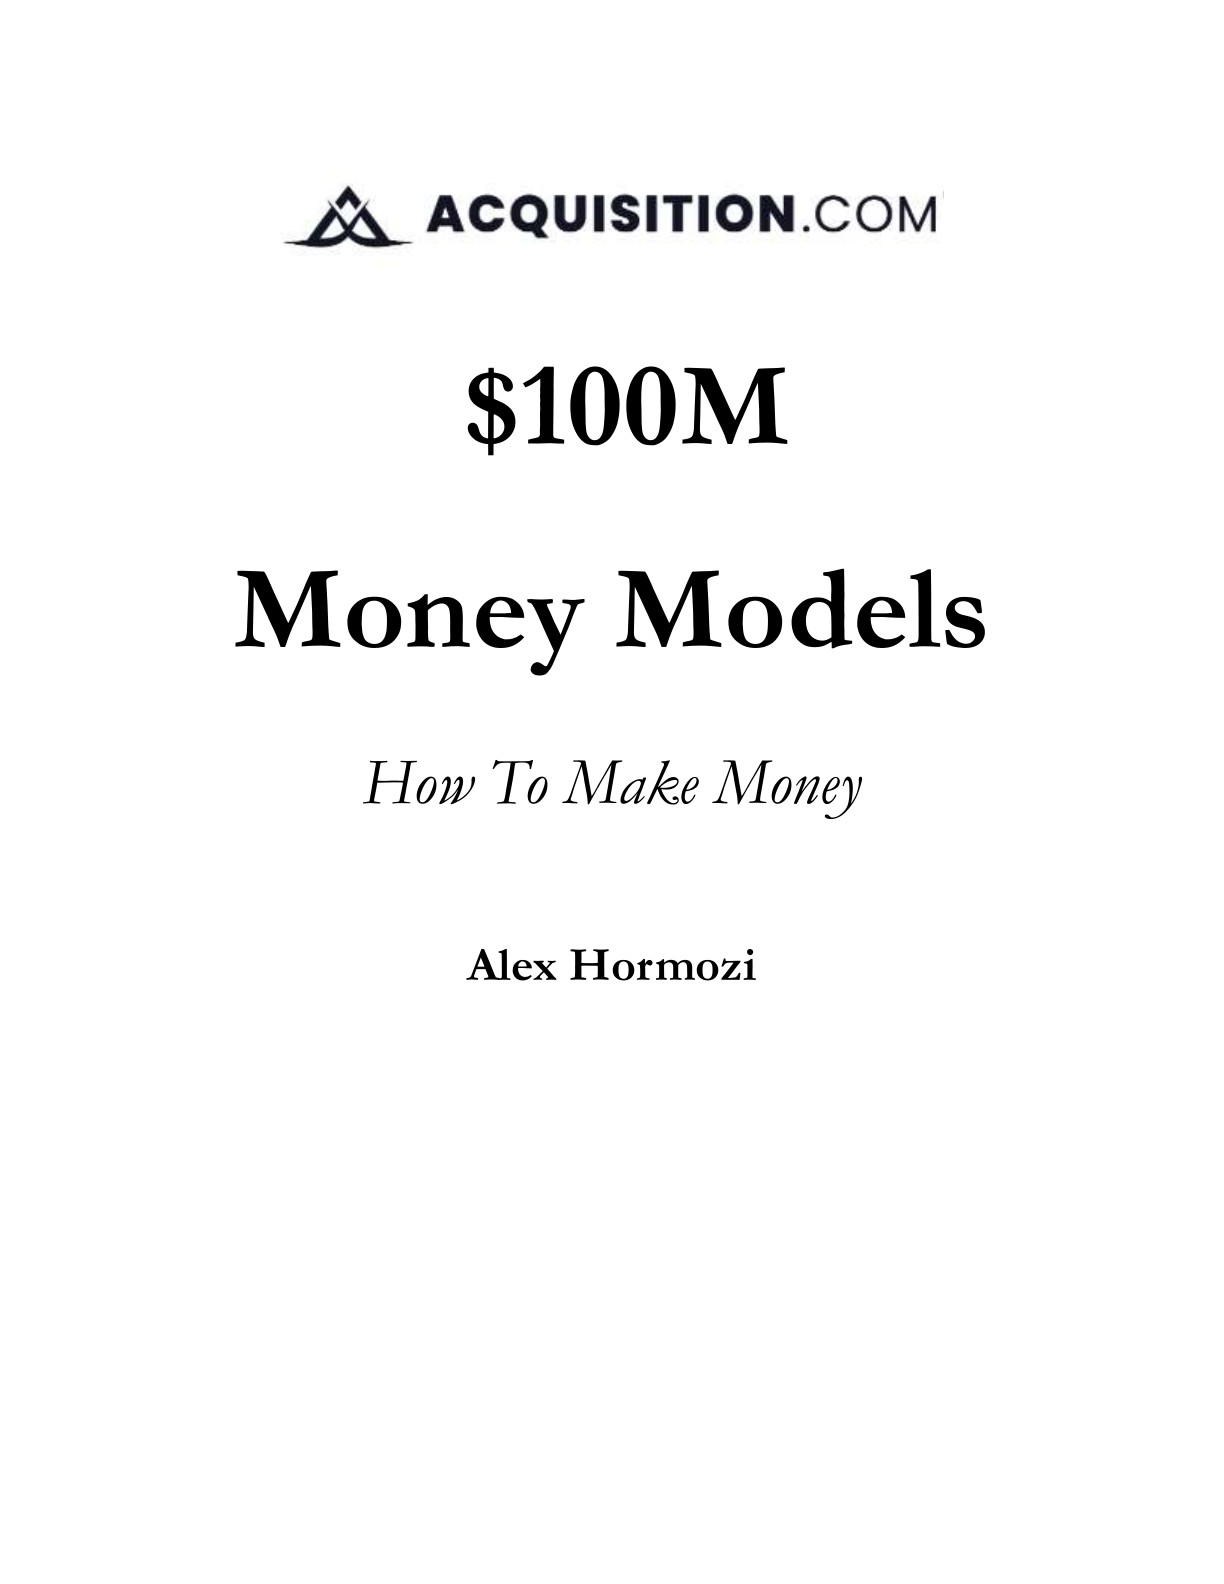 ACQUISITION.COM
$100M
Money Models
How To Make Money
Alex Hormozi